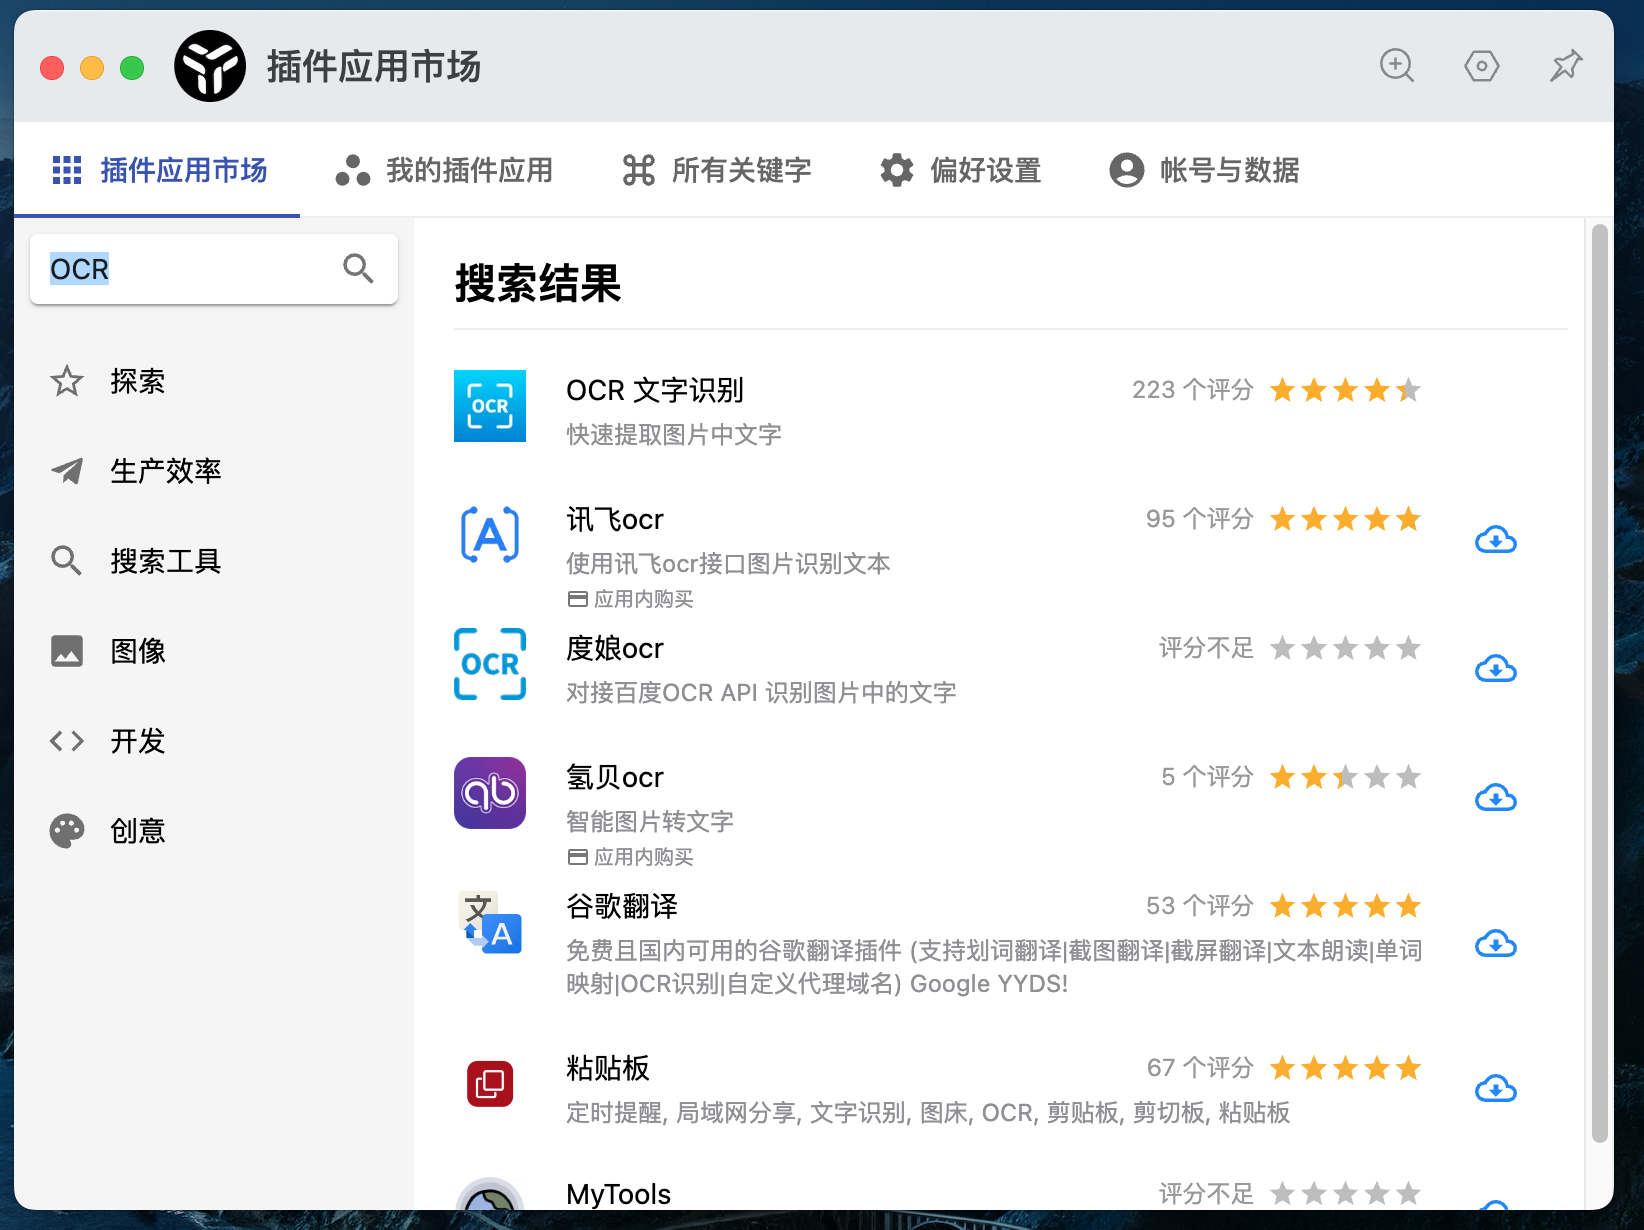 插件应用市场
插件应用市场 我的插件应用 所有关键字 偏好设置 帐号与数据
OCR
探索
生产效率
搜索工具
图像
开发
创意
搜索结果
OCR
OCR 文字识别 223 个评分
快速提取图片中文字
A
讯飞ocr 95 个评分
使用讯飞ocr接口图片识别文本
应用内购买
OCR
度娘ocr 评分不足
对接百度OCR API 识别图片中的文字
qb
氢贝ocr 5 个评分
智能图片转文字
应用内购买
文 A
谷歌翻译 53 个评分
免费且国内可用的谷歌翻译插件 (支持划词翻译|截图翻译|截屏翻译|文本朗读|单词
映射|OCR识别|自定义代理域名) Google YYDS!
粘贴板 67 个评分
定时提醒, 局域网分享, 文字识别, 图床, OCR, 剪贴板, 剪切板, 粘贴板
MyTools 评分不足